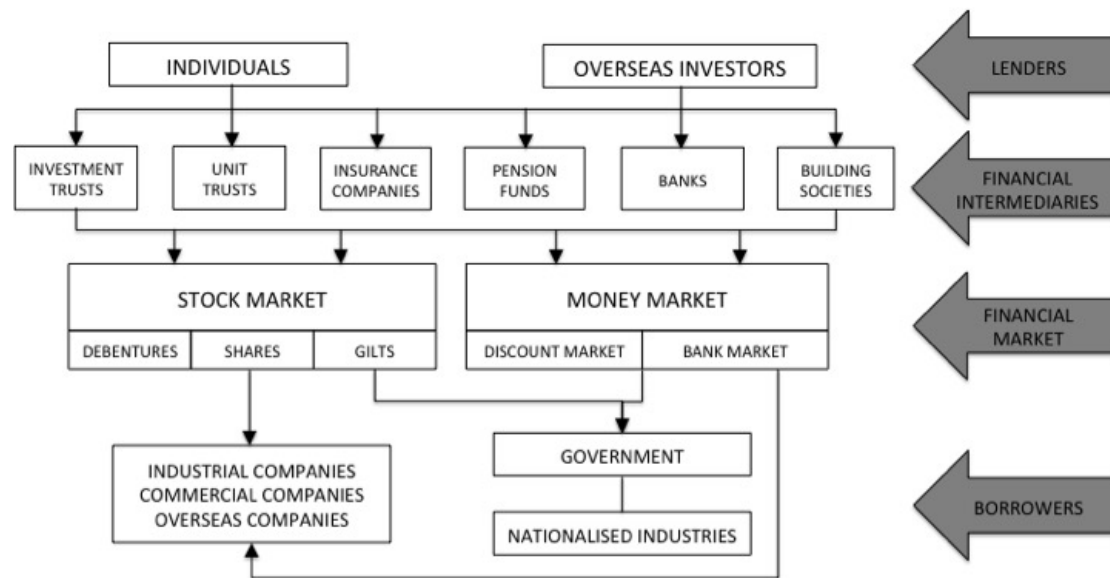 INDIVIDUALS
OVERSEAS INVESTORS
LENDERS
INVESTMENT
TRUSTS
UNIT
TRUSTS
INSURANCE
COMPANIES
PENSION
FUNDS
BANKS
BUILDING
SOCIETIES
FINANCIAL
INTERMEDIARIES
STOCK MARKET
MONEY MARKET
FINANCIAL
MARKET
DEBENTURES
SHARES
GILTS
DISCOUNT MARKET
BANK MARKET
INDUSTRIAL COMPANIES
COMMERCIAL COMPANIES
OVERSEAS COMPANIES
GOVERNMENT
NATIONALISED INDUSTRIES
BORROWERS